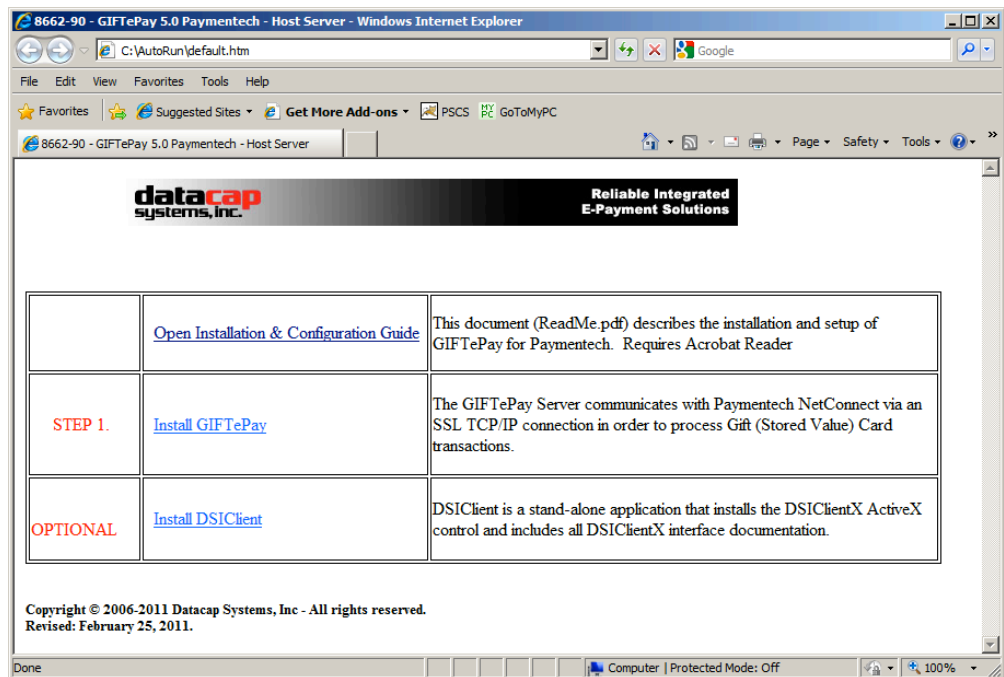 8662-90 - GIFTePay 5.0 Paymentech - Host Server - Windows Internet Explorer
C:\AutoRun\default.htm
Google
File Edit View Favorites Tools Help
Favorites Suggested Sites Get More Add-ons PSCS MY PC GoToMyPC
8662-90 - GIFTePay 5.0 Paymentech - Host Server
Page Safety Tools »
datacap
systems, inc.
Reliable Integrated
E-Payment Solutions
Open Installation & Configuration Guide
This document (ReadMe.pdf) describes the installation and setup of
GIFTePay for Paymentech. Requires Acrobat Reader
STEP 1.
Install GIFTePay
The GIFTePay Server communicates with Paymentech NetConnect via an
SSL TCP/IP connection in order to process Gift (Stored Value) Card
transactions.
OPTIONAL
Install DSIClient
DSIClient is a stand-alone application that installs the DSIClientX ActiveX
control and includes all DSIClientX interface documentation.
Copyright © 2006-2011 Datacap Systems, Inc - All rights reserved.
Revised: February 25, 2011.
Done
Computer | Protected Mode: Off
100%